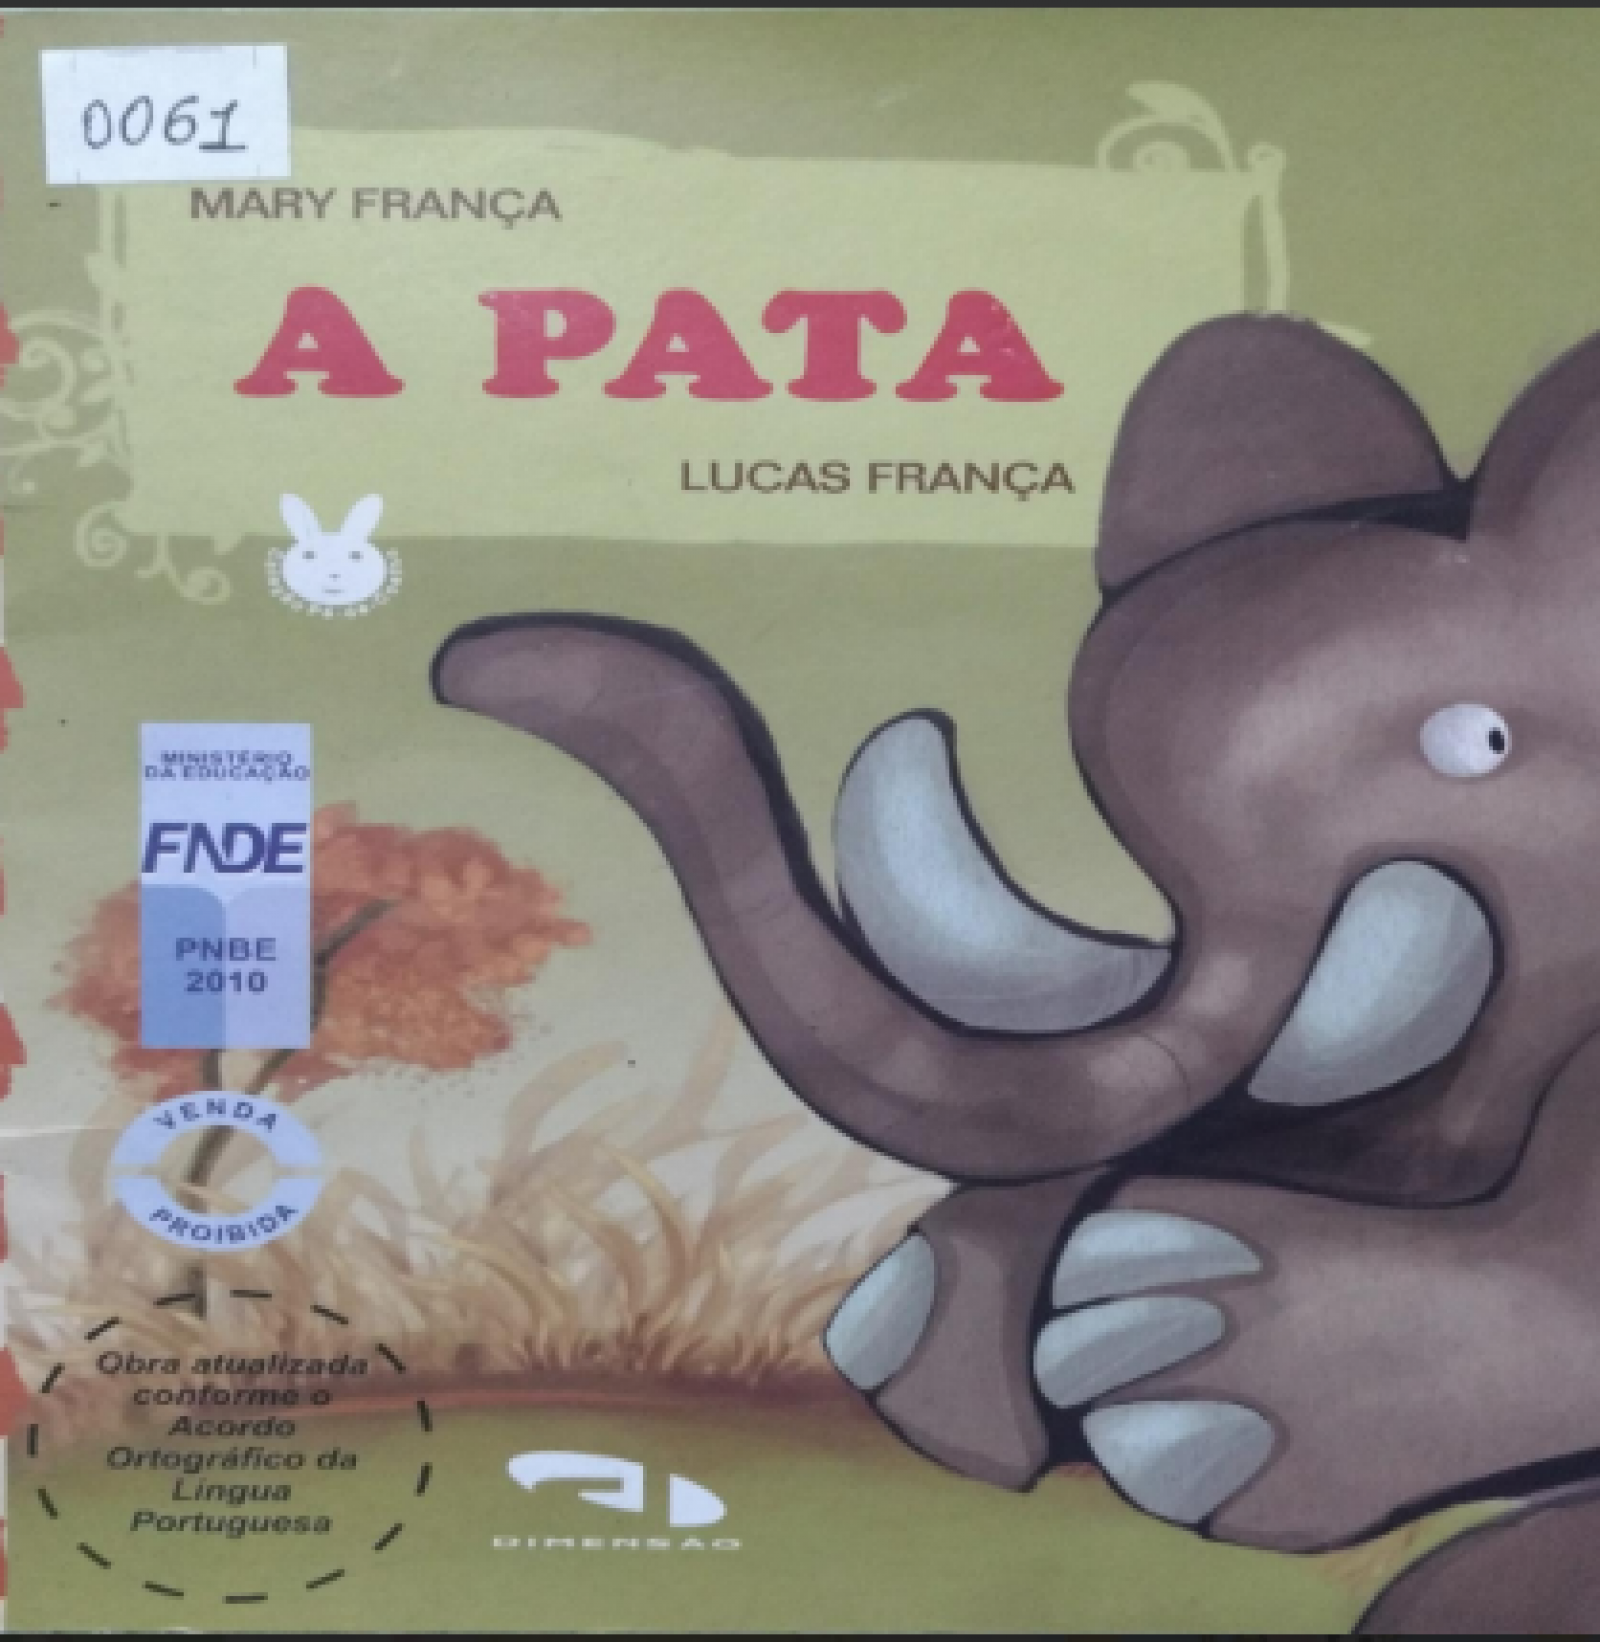 0061
MARY FRANÇA
A PATA
LUCAS FRANÇA
MINISTÉRIO
DA EDUCAÇÃO
FNDE
PNBE
2010
VENDA
PROIBIDA
Obra atualizada
conforme o
Acordo
Ortográfico da
Língua
Portuguesa
DIMENSÃO